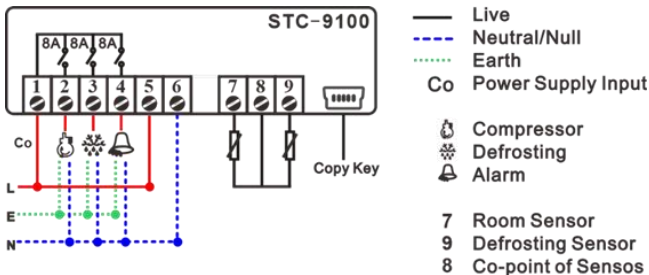 STC-9100
8A 8A 8A
1 2 3 4 5 6 7 8 9
Co
Copy Key
L
E
N
Live
Neutral/Null
Earth
Co Power Supply Input
Compressor
Defrosting
Alarm
7 Room Sensor
9 Defrosting Sensor
8 Co-point of Sensos